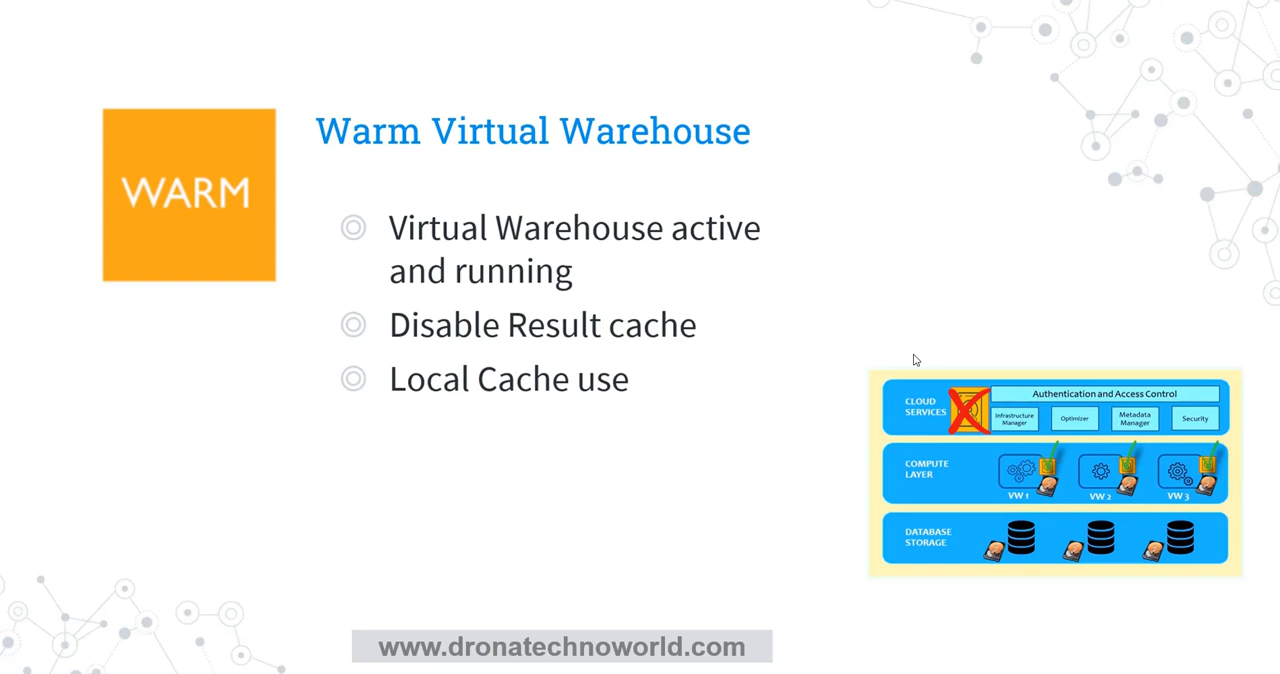 WARM
Warm Virtual Warehouse
Virtual Warehouse active
and running
Disable Result cache
Local Cache use
CLOUD
SERVICES
Authentication and Access Control
Infrastructure
Manager
Optimizer
Metadata
Manager
Security
COMPUTE
LAYER
VW 1
VW 2
VW 3
DATABASE
STORAGE
www.dronatechnoworld.com